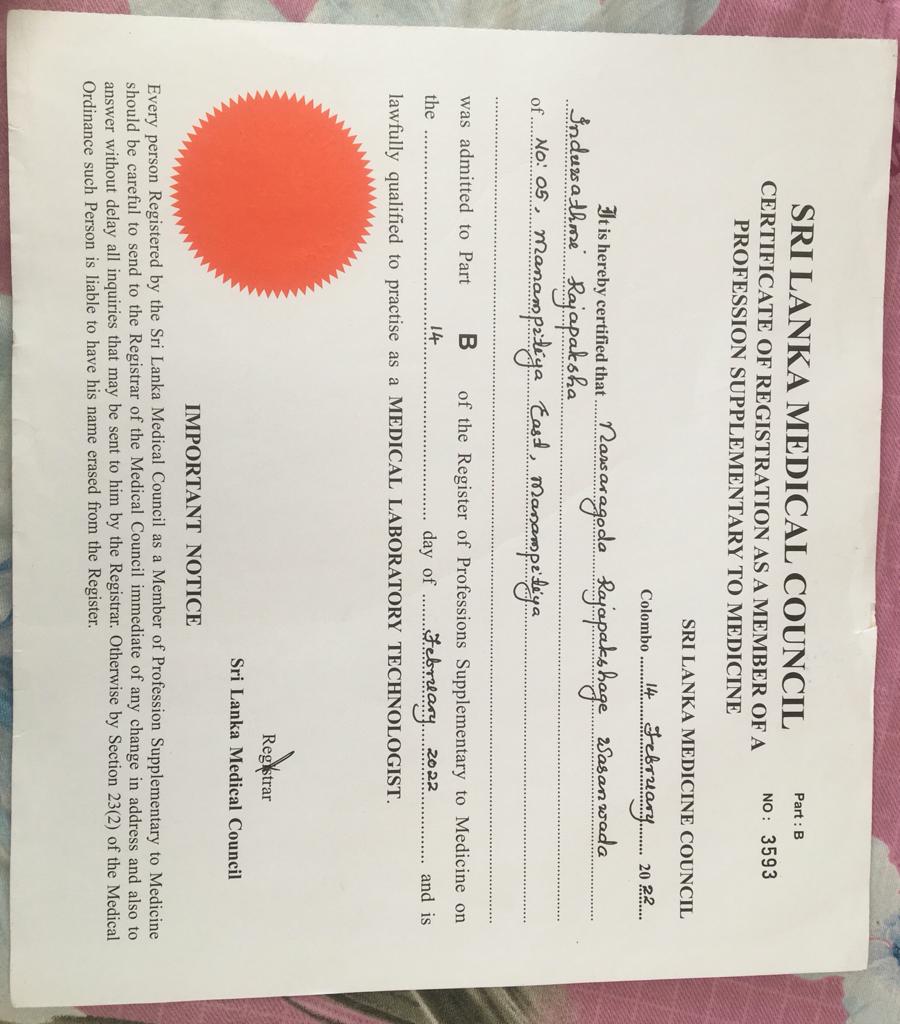 SRI LANKA MEDICAL COUNCIL
Part : B
CERTIFICATE OF REGISTRATION AS A MEMBER OF A
NO : 3593
PROFESSION SUPPLEMENTARY TO MEDICINE
SRI LANKA MEDICINE COUNCIL
Colombo 14 February 2022
It is hereby certified that Nawaragoda Rajapakshage Wasanwada
Induwathmi Rajapaksha
of No: 05, Manampitiya East, Manampitiya
was admitted to Part B of the Register of Professions Supplementary to Medicine on
the 14 day of February 2022 and is
lawfully qualified to practise as a MEDICAL LABORATORY TECHNOLOGIST.
Registrar
Sri Lanka Medical Council
IMPORTANT NOTICE
Every person Registered by the Sri Lanka Medical Council as a Member of Profession Supplementary to Medicine
should be careful to send to the Registrar of the Medical Council immediate of any change in address and also to
answer without delay all inquiries that may be sent to him by the Registrar. Otherwise by Section 23(2) of the Medical
Ordinance such Person is liable to have his name erased from the Register.